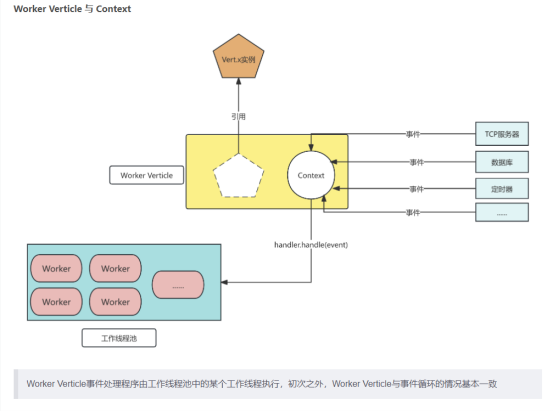 Worker Verticle 与 Context
Vert.x实例
引用
Worker Verticle
Context
事件
TCP服务器
事件
数据库
事件
定时器
事件
......
handler.handle(event)
Worker
Worker
......
Worker
Worker
工作线程池
Worker Verticle事件处理程序由工作线程池中的某个工作线程执行，初次之外，Worker Verticle与事件循环的情况基本一致